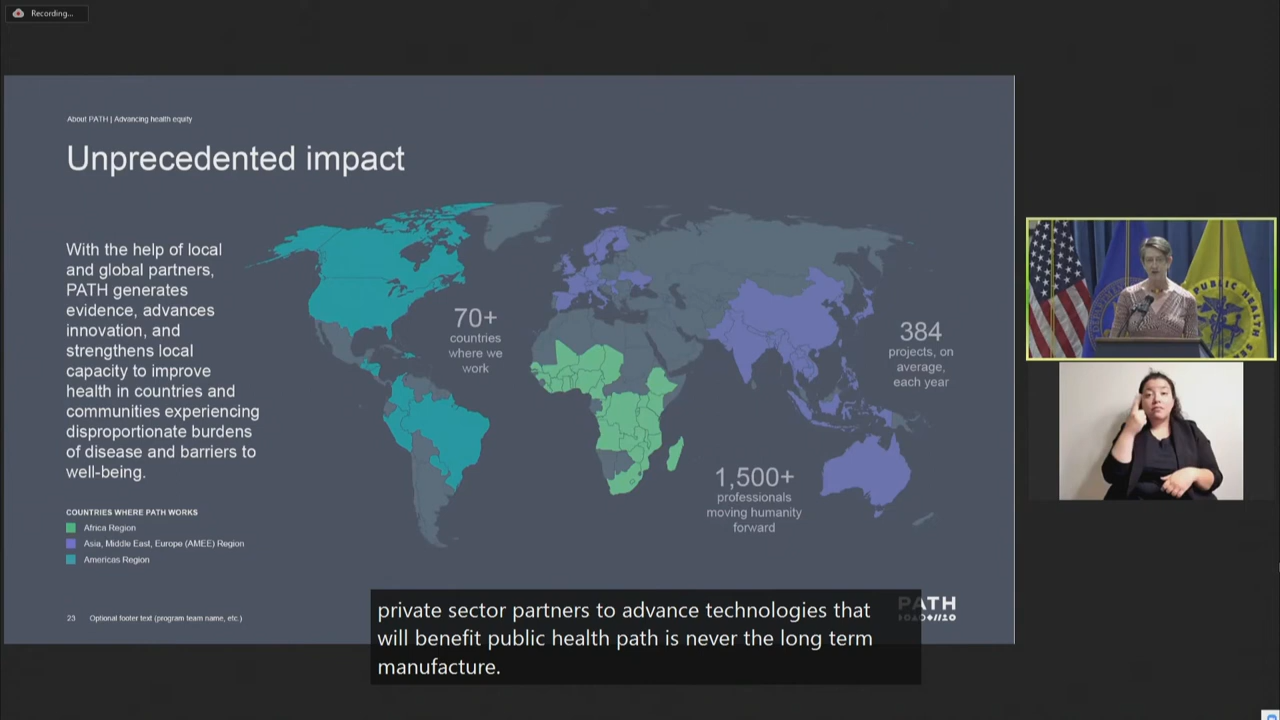 Recording...
About PATH | Advancing health equity
Unprecedented impact
With the help of local
and global partners,
PATH generates
evidence, advances
innovation, and
strengthens local
capacity to improve
health in countries and
communities experiencing
disproportionate burdens
of disease and barriers to
well-being.
70+
countries
where we
work
384
projects, on
average,
each year
1,500+
professionals
moving humanity
forward
COUNTRIES WHERE PATH WORKS
Africa Region
Asia, Middle East, Europe (AMEE) Region
Americas Region
23 Optional footer text (program team name, etc.)
PATH
private sector partners to advance technologies that
will benefit public health path is never the long term
manufacture.
PUBLIC HEALTH